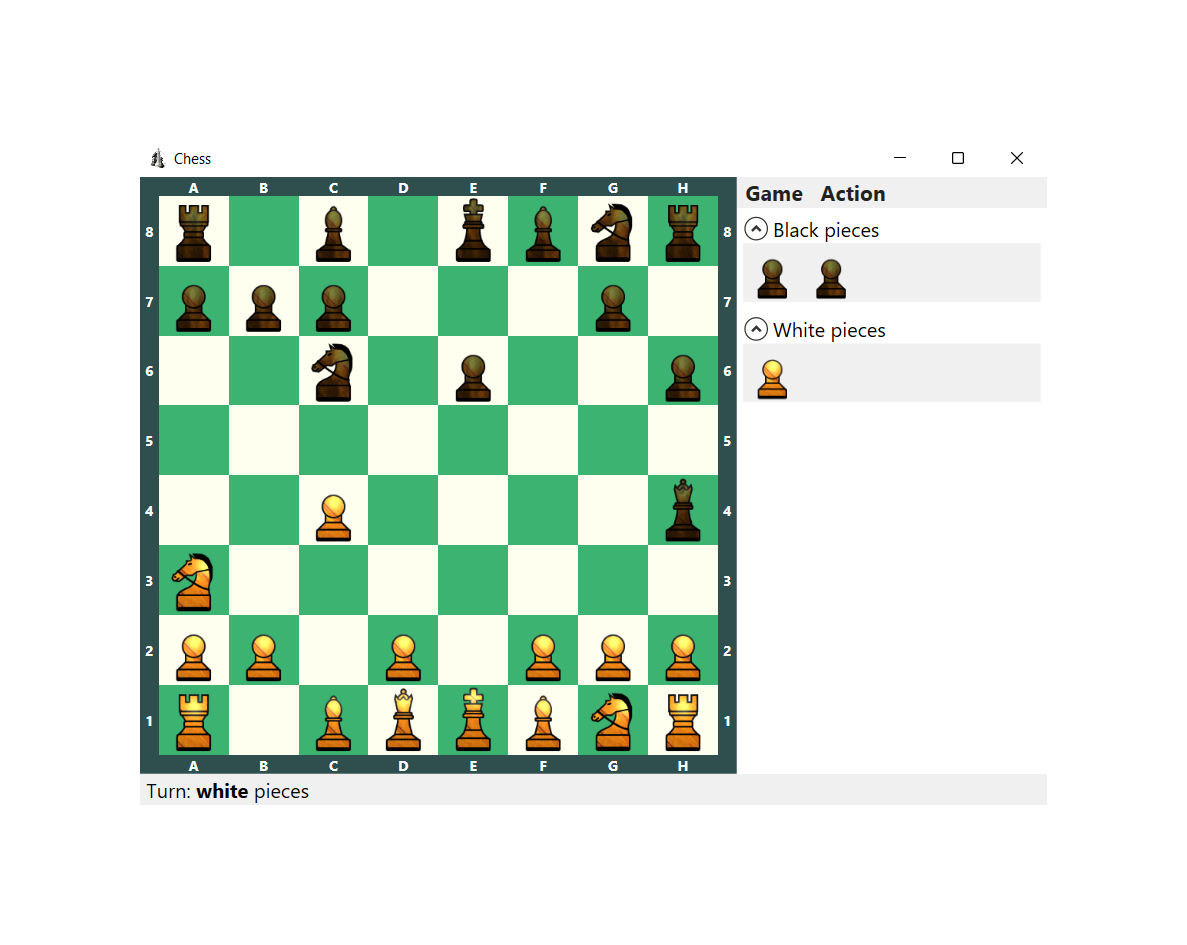 Chess
A B C D E F G H
Game Action
8 8
Black pieces
7 7
White pieces
6 6
5 5
4 4
3 3
2 2
1 1
A B C D E F G H
Turn: white pieces